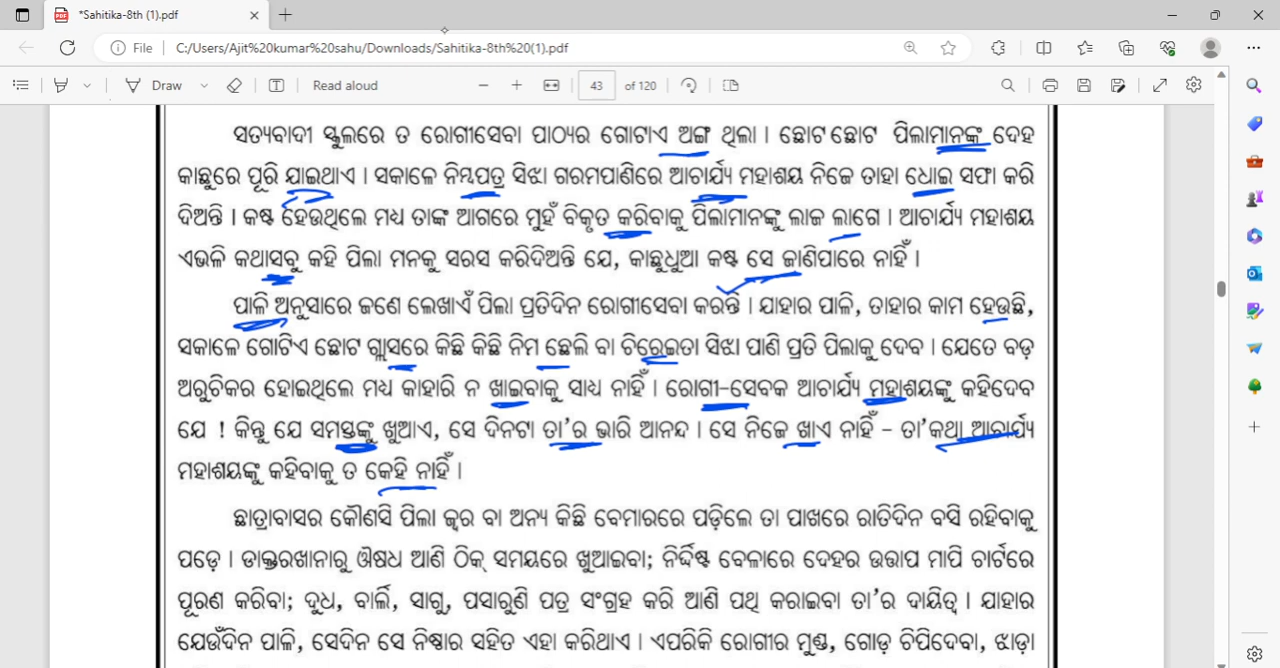 *Sahitika-8th (1).pdf
File C:/Users/Ajit%20kumar%20sahu/Downloads/Sahitika-8th%20(1).pdf
Draw Read aloud 43 of 120
ସତ୍ୟବାଦୀ ସ୍କୁଲରେ ତ ରୋଗୀସେବା ପାଠ୍ୟର ଗୋଟାଏ ଅଙ୍ଗ ଥିଲା । ଛୋଟ ଛୋଟ ପିଲାମାନଙ୍କ ଦେହ
କାଛୁରେ ପୂରି ଯାଇଥାଏ । ସକାଳେ ନିମ୍ବପତ୍ର ସିଝା ଗରମପାଣିରେ ଆଚାର୍ଯ୍ୟ ମହାଶୟ ନିଜେ ତାହା ଧୋଇ ସଫା କରି
ଦିଅନ୍ତି । କଷ୍ଟ ହେଉଥିଲେ ମଧ୍ୟ ତାଙ୍କ ଆଗରେ ମୁହଁ ବିକୃତ କରିବାକୁ ପିଲାମାନଙ୍କୁ ଲାଜ ଲାଗେ । ଆଚାର୍ଯ୍ୟ ମହାଶୟ
ଏଭଳି କଥାସବୁ କହି ପିଲା ମନକୁ ସରସ କରିଦିଅନ୍ତି ଯେ, କାଛୁଧୁଆ କଷ୍ଟ ସେ ଜାଣିପାରେ ନାହିଁ ।
ପାଳି ଅନୁସାରେ ଜଣେ ଲେଖାଏଁ ପିଲା ପ୍ରତିଦିନ ରୋଗୀସେବା କରନ୍ତି । ଯାହାର ପାଳି, ତାହାର କାମ ହେଉଛି,
ସକାଳେ ଗୋଟିଏ ଛୋଟ ଗ୍ଲାସରେ କିଛି କିଛି ନିମ ଛେଲି ବା ଚିରେଇତା ସିଝା ପାଣି ପ୍ରତି ପିଲାକୁ ଦେବ । ଯେତେ ବଡ଼
ଅରୁଚିକର ହୋଇଥିଲେ ମଧ୍ୟ କାହାରି ନ ଖାଇବାକୁ ସାଧ୍ୟ ନାହିଁ । ରୋଗୀ-ସେବକ ଆଚାର୍ଯ୍ୟ ମହାଶୟଙ୍କୁ କହିଦେବ
ଯେ ! କିନ୍ତୁ ଯେ ସମସ୍ତଙ୍କୁ ଖୁଆଏ, ସେ ଦିନଟା ତା'ର ଭାରି ଆନନ୍ଦ । ସେ ନିଜେ ଖାଏ ନାହିଁ - ତା'କଥା ଆଚାର୍ଯ୍ୟ
ମହାଶୟଙ୍କୁ କହିବାକୁ ତ କେହି ନାହିଁ ।
ଛାତ୍ରାବାସର କୌଣସି ପିଲା ଜ୍ୱର ବା ଅନ୍ୟ କିଛି ବେମାରରେ ପଡ଼ିଲେ ତା ପାଖରେ ରାତିଦିନ ବସି ରହିବାକୁ
ପଡ଼େ । ଡାକ୍ତରଖାନାରୁ ଔଷଧ ଆଣି ଠିକ୍ ସମୟରେ ଖୁଆଇବା; ନିର୍ଦ୍ଦିଷ୍ଟ ବେଳାରେ ଦେହର ଉତ୍ତାପ ମାପି ଚାର୍ଟରେ
ପୂରଣ କରିବା; ଦୁଧ, ବାର୍ଲି, ସାଗୁ, ପସାରୁଣି ପତ୍ର ସଂଗ୍ରହ କରି ଆଣି ପଥି କରାଇବା ତା'ର ଦାୟିତ୍ୱ । ଯାହାର
ଯେଉଁଦିନ ପାଳି, ସେଦିନ ସେ ନିଷ୍ଠାର ସହିତ ଏହା କରିଥାଏ । ଏପରିକି ରୋଗୀର ମୁଣ୍ଡ, ଗୋଡ଼ ଚିପିଦେବା, ଝାଡ଼ା